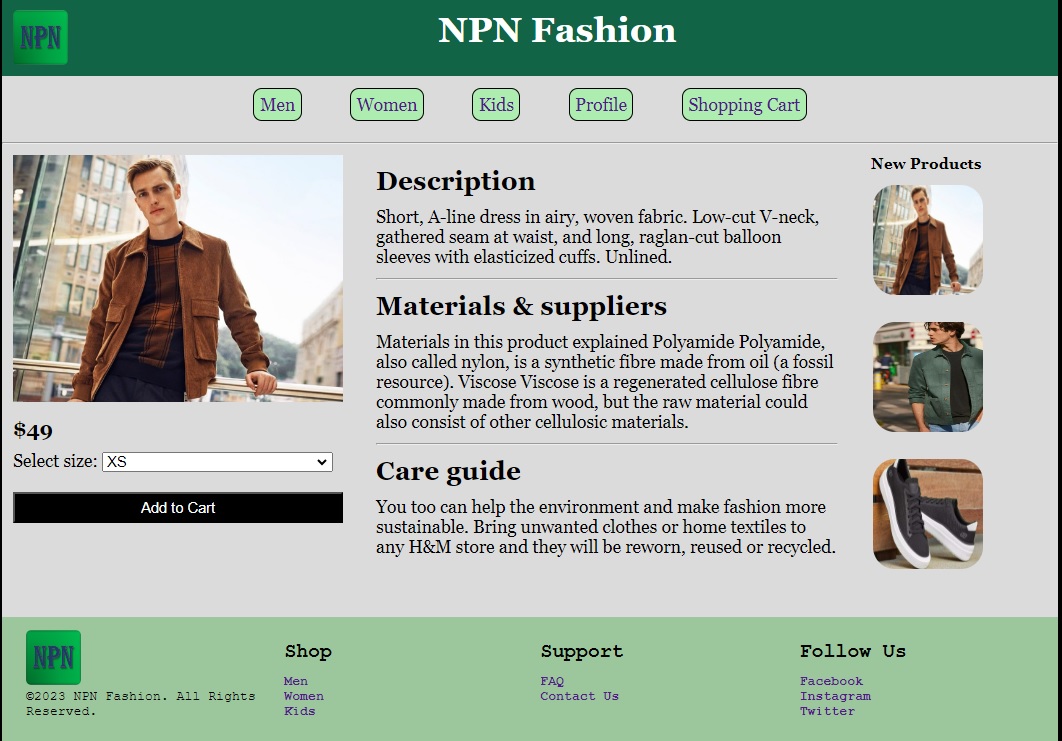 NPN
NPN Fashion
Men
Women
Kids
Profile
Shopping Cart
$49
Select size: XS
Add to Cart
Description
Short, A-line dress in airy, woven fabric. Low-cut V-neck,
gathered seam at waist, and long, raglan-cut balloon
sleeves with elasticized cuffs. Unlined.
Materials & suppliers
Materials in this product explained Polyamide Polyamide,
also called nylon, is a synthetic fibre made from oil (a fossil
resource). Viscose Viscose is a regenerated cellulose fibre
commonly made from wood, but the raw material could
also consist of other cellulosic materials.
Care guide
You too can help the environment and make fashion more
sustainable. Bring unwanted clothes or home textiles to
any H&M store and they will be reworn, reused or recycled.
New Products
NPN
©2023 NPN Fashion. All Rights
Reserved.
Shop
Men
Women
Kids
Support
FAQ
Contact Us
Follow Us
Facebook
Instagram
Twitter